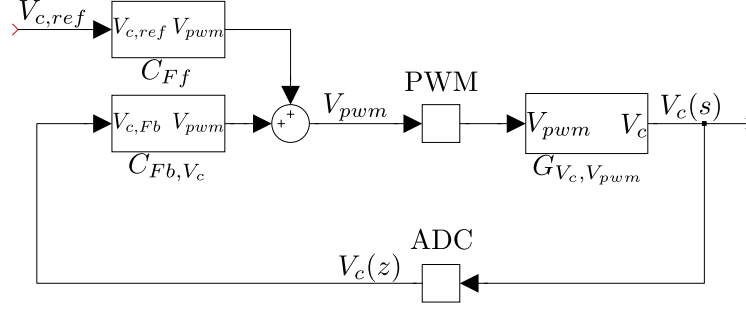 V_{c,ref}
V_{c,ref} V_{pwm}
C_{Ff}
V_{c,Fb} V_{pwm}
C_{Fb,V_c}
+
+
V_{pwm}
PWM
V_{pwm} V_c
G_{V_c,V_{pwm}}
V_c(s)
ADC
V_c(z)